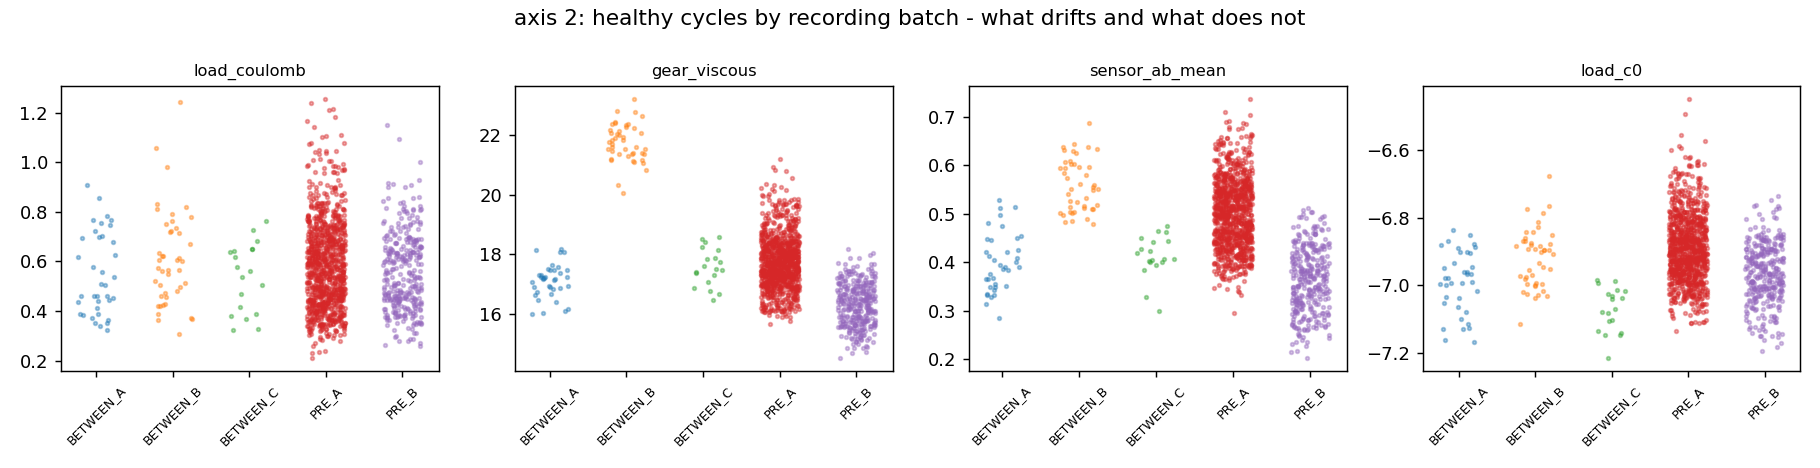 axis 2: healthy cycles by recording batch - what drifts and what does not
load_coulomb
1.2
1.0
0.8
0.6
0.4
0.2
BETWEEN_A
BETWEEN_B
BETWEEN_C
PRE_A
PRE_B
gear_viscous
22
20
18
16
BETWEEN_A
BETWEEN_B
BETWEEN_C
PRE_A
PRE_B
sensor_ab_mean
0.7
0.6
0.5
0.4
0.3
0.2
BETWEEN_A
BETWEEN_B
BETWEEN_C
PRE_A
PRE_B
load_c0
−6.6
−6.8
−7.0
−7.2
BETWEEN_A
BETWEEN_B
BETWEEN_C
PRE_A
PRE_B